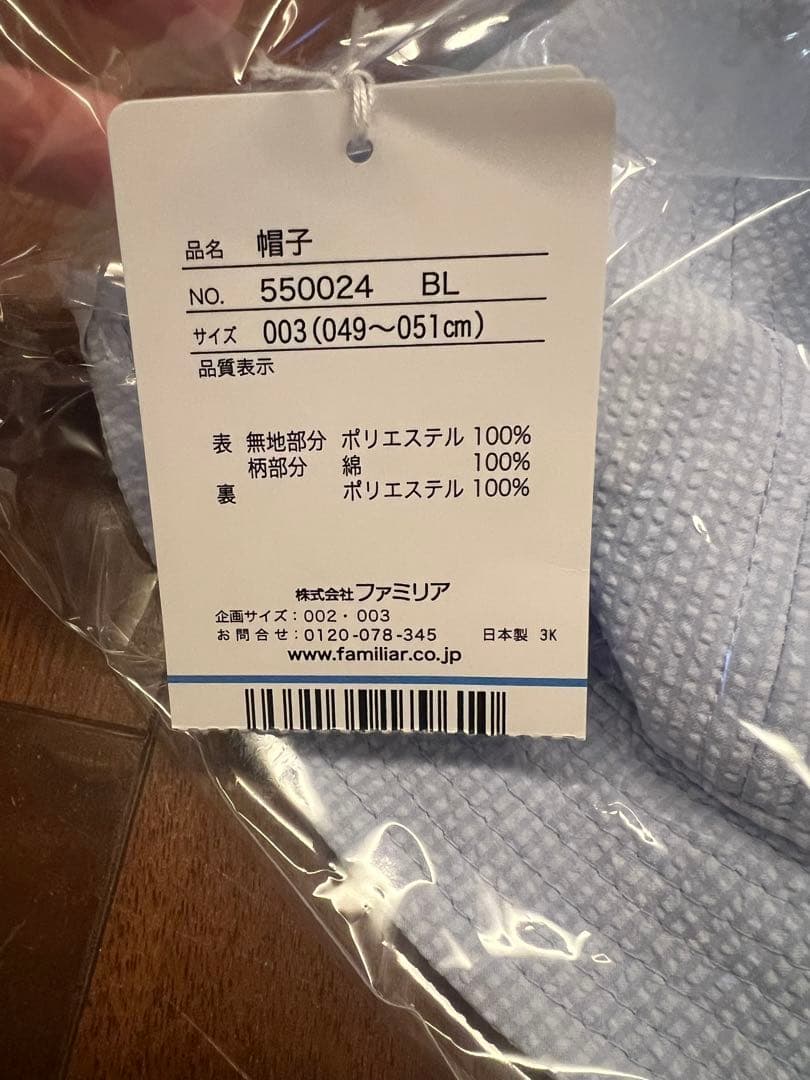 品名 帽子
NO. 550024 BL
サイズ 003(049〜051cm)
品質表示
表 無地部分 ポリエステル 100%
柄部分 綿 100%
裏 ポリエステル 100%
株式会社ファミリア
企画サイズ：002・003
お問合せ：0120-078-345 日本製 3K
www.familiar.co.jp